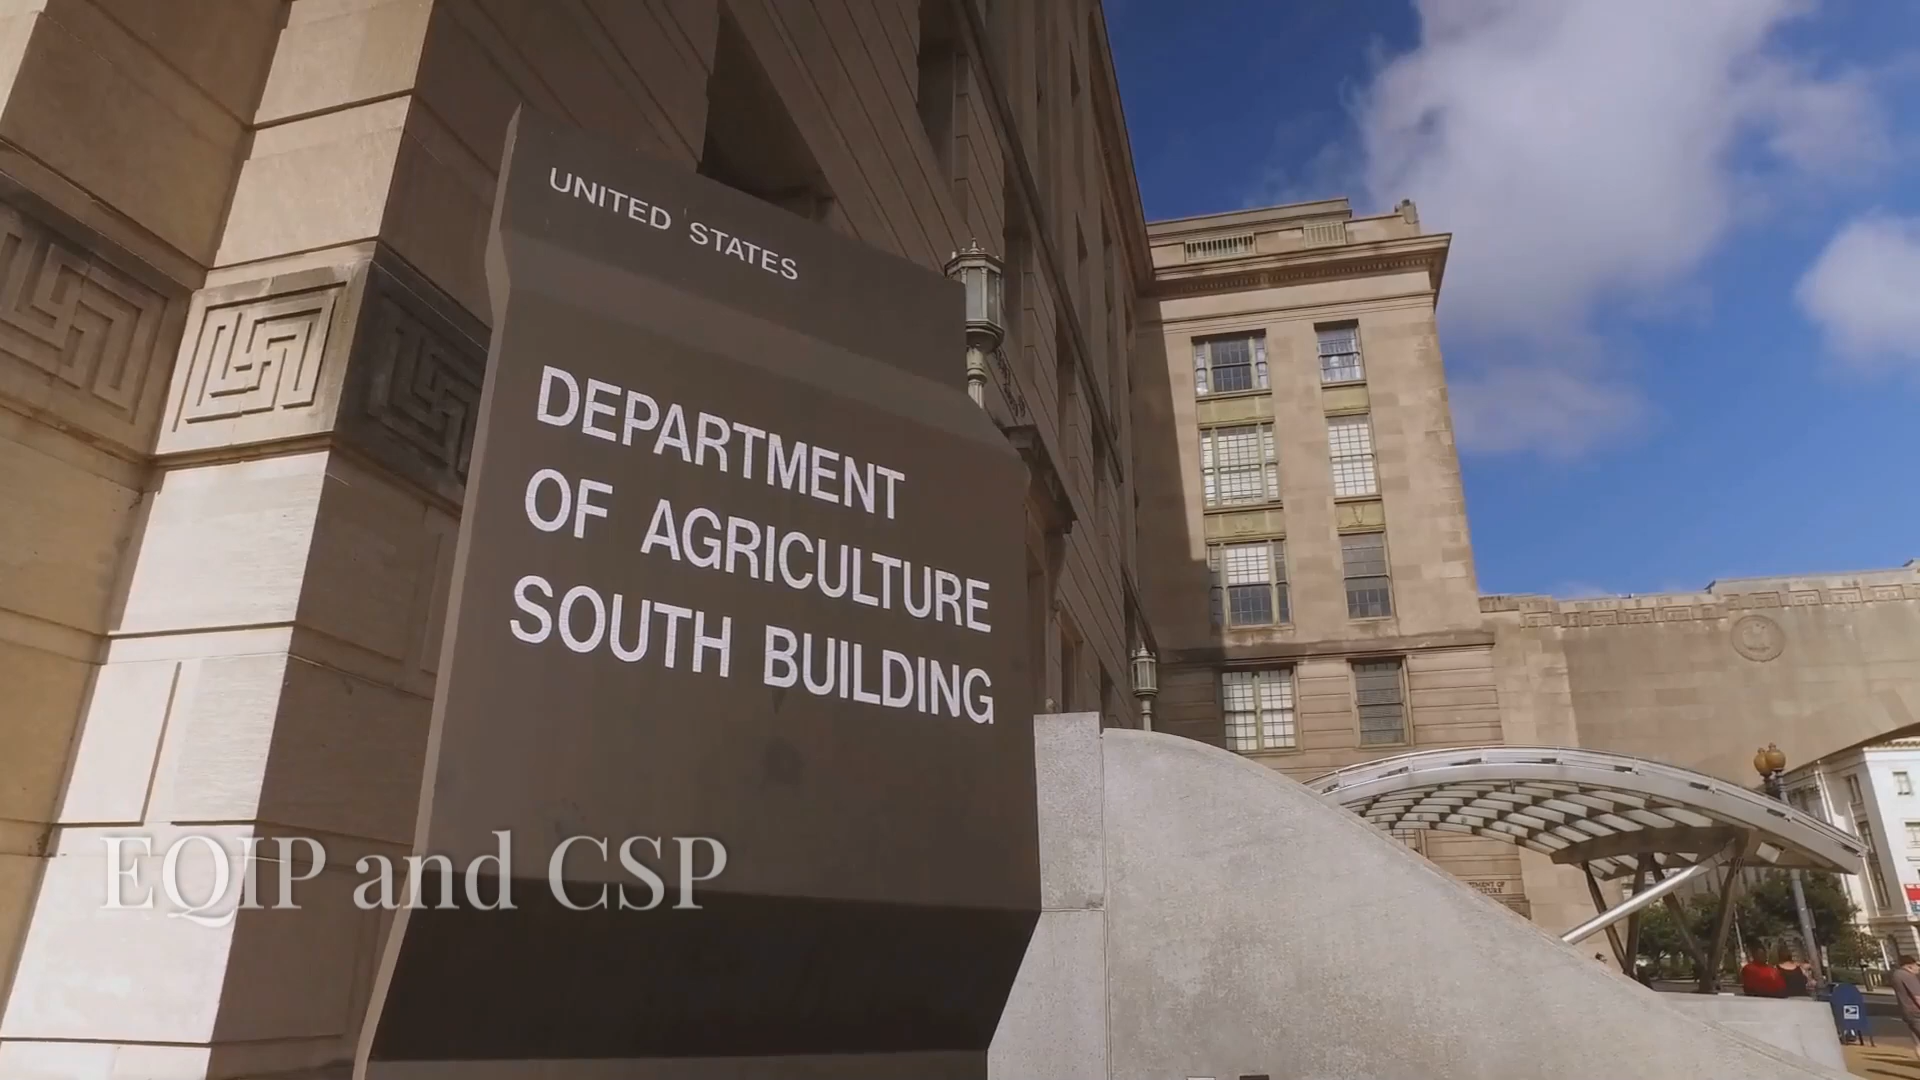 UNITED STATES
DEPARTMENT
OF AGRICULTURE
SOUTH BUILDING
EQIP and CSP